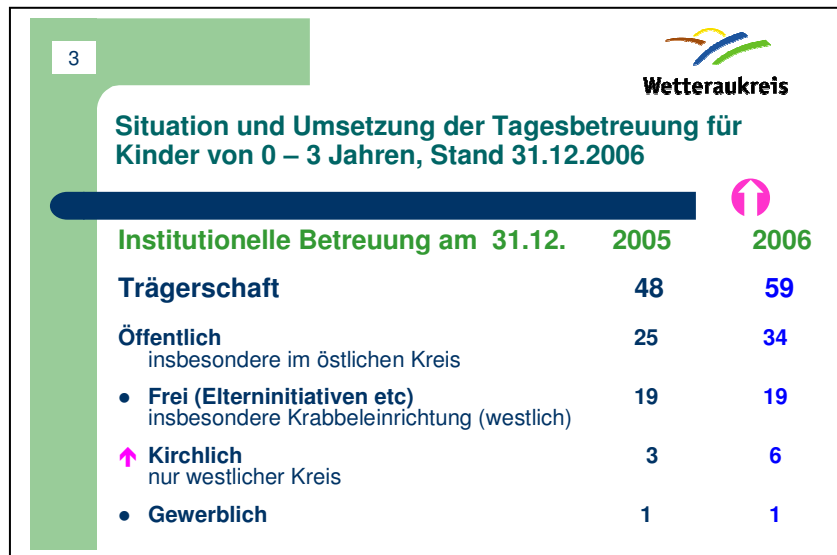 3
Wetteraukreis
Situation und Umsetzung der Tagesbetreuung für
Kinder von 0 – 3 Jahren, Stand 31.12.2006
Institutionelle Betreuung am 31.12. 2005 2006
Trägerschaft 48 59
Öffentlich 25 34
insbesondere im östlichen Kreis
● Frei (Elterninitiativen etc) 19 19
insbesondere Krabbeleinrichtung (westlich)
Kirchlich 3 6
nur westlicher Kreis
● Gewerblich 1 1